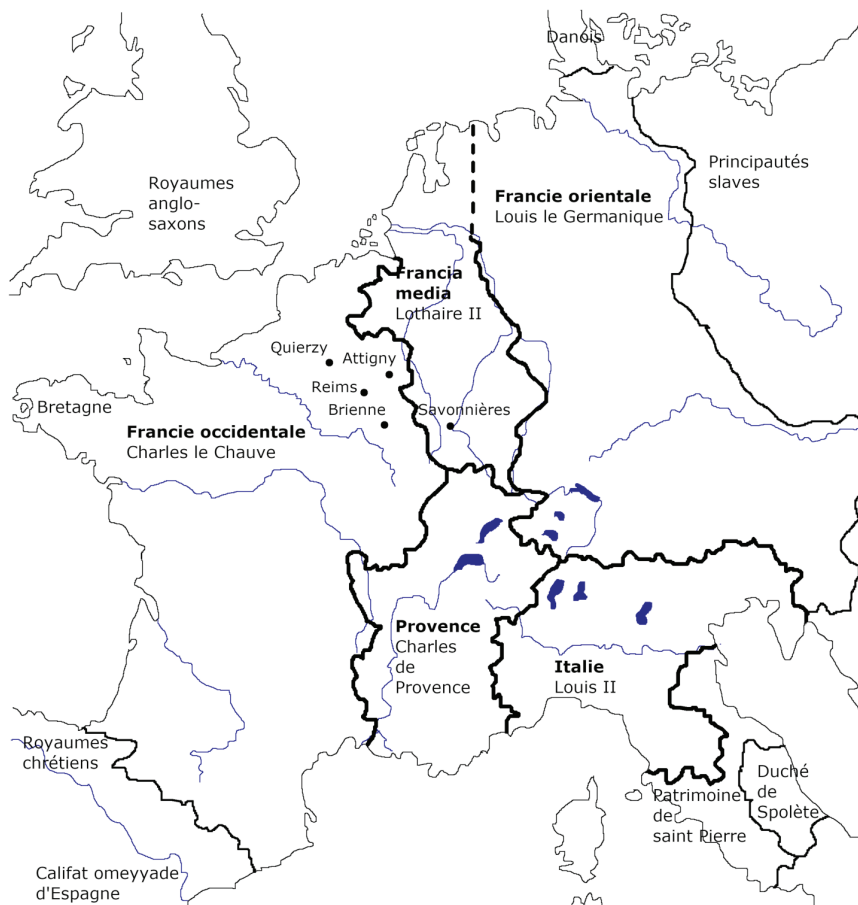 Danois
Principautés
slaves
Royaumes
anglo-
saxons
Francie orientale
Louis le Germanique
Francia
media
Lothaire II
Quierzy
Attigny
Reims
Brienne
Savonnières
Bretagne
Francie occidentale
Charles le Chauve
Provence
Charles
de
Provence
Italie
Louis II
Royaumes
chrétiens
Duché
de
Spolète
Patrimoine
de
saint Pierre
Califat omeyyade
d'Espagne